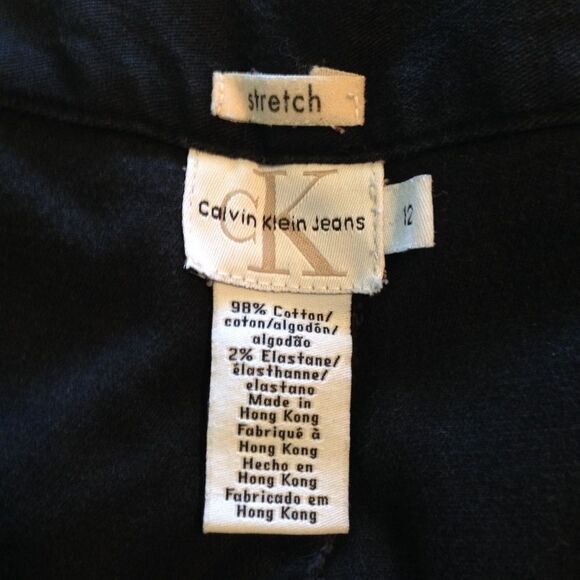 stretch
CK
Calvin Klein Jeans
12
98% Cotton/
coton/algodón/
algodão
2% Elastane/
élasthanne/
elastano
Made in
Hong Kong
Fabriqué à
Hong Kong
Hecho en
Hong Kong
Fabricado em
Hong Kong